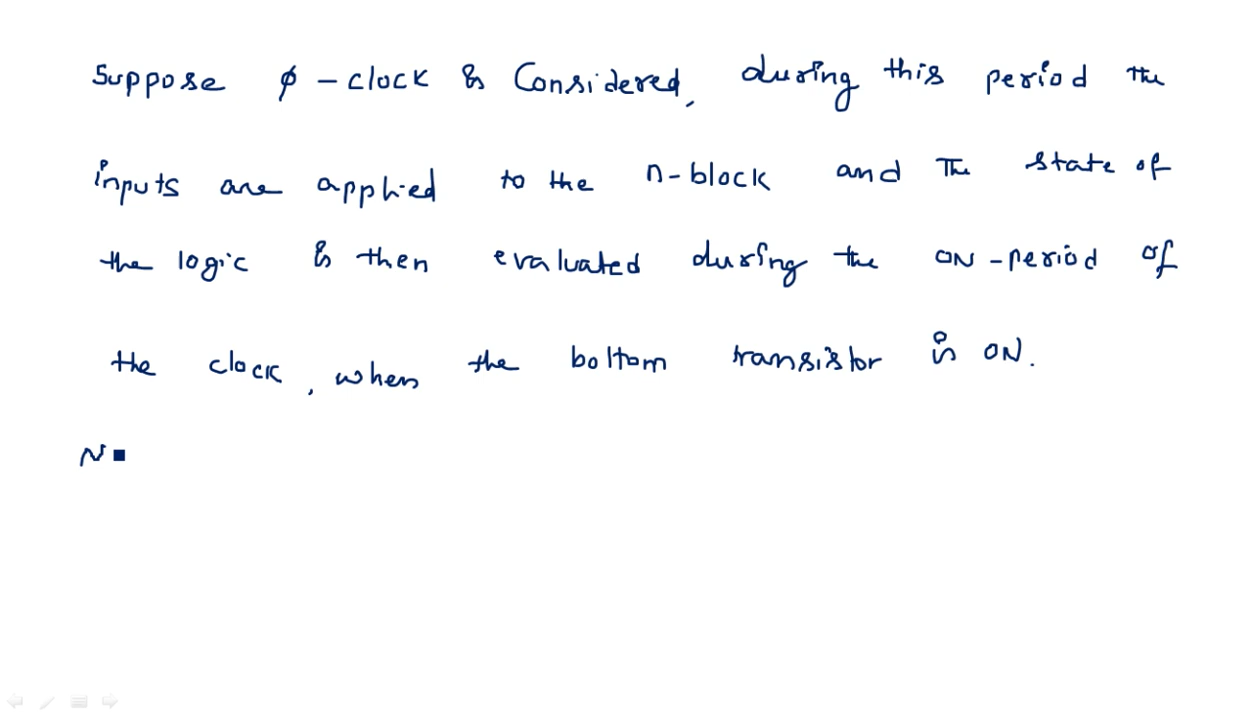 Suppose φ - clock is Considered, during this period the
inputs are applied to the n-block and The state of
the logic is then evaluated during the ON-period of
the clock, when the bottom transistor is ON.
N